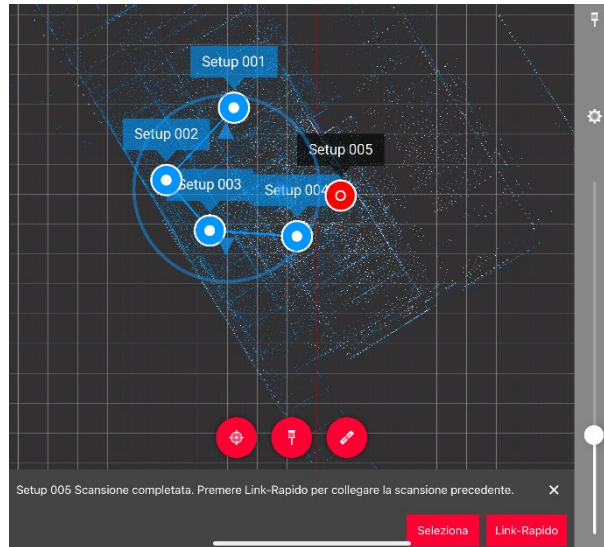 Setup 001
Setup 002
Setup 005
Setup 003
Setup 004
Setup 005 Scansione completata. Premere Link-Rapido per collegare la scansione precedente.
Seleziona
Link-Rapido